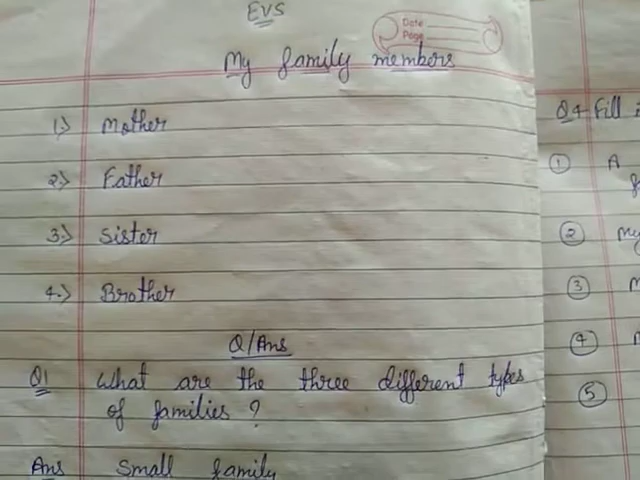 EVS
Date
Page
My family members
1) Mother
2) Father
3) Sister
4.) Brother
Q/Ans
Q1 What are the three different types
of families ?
Ans Small family
Q4 Fill
① A
② My
③ M
④
⑤